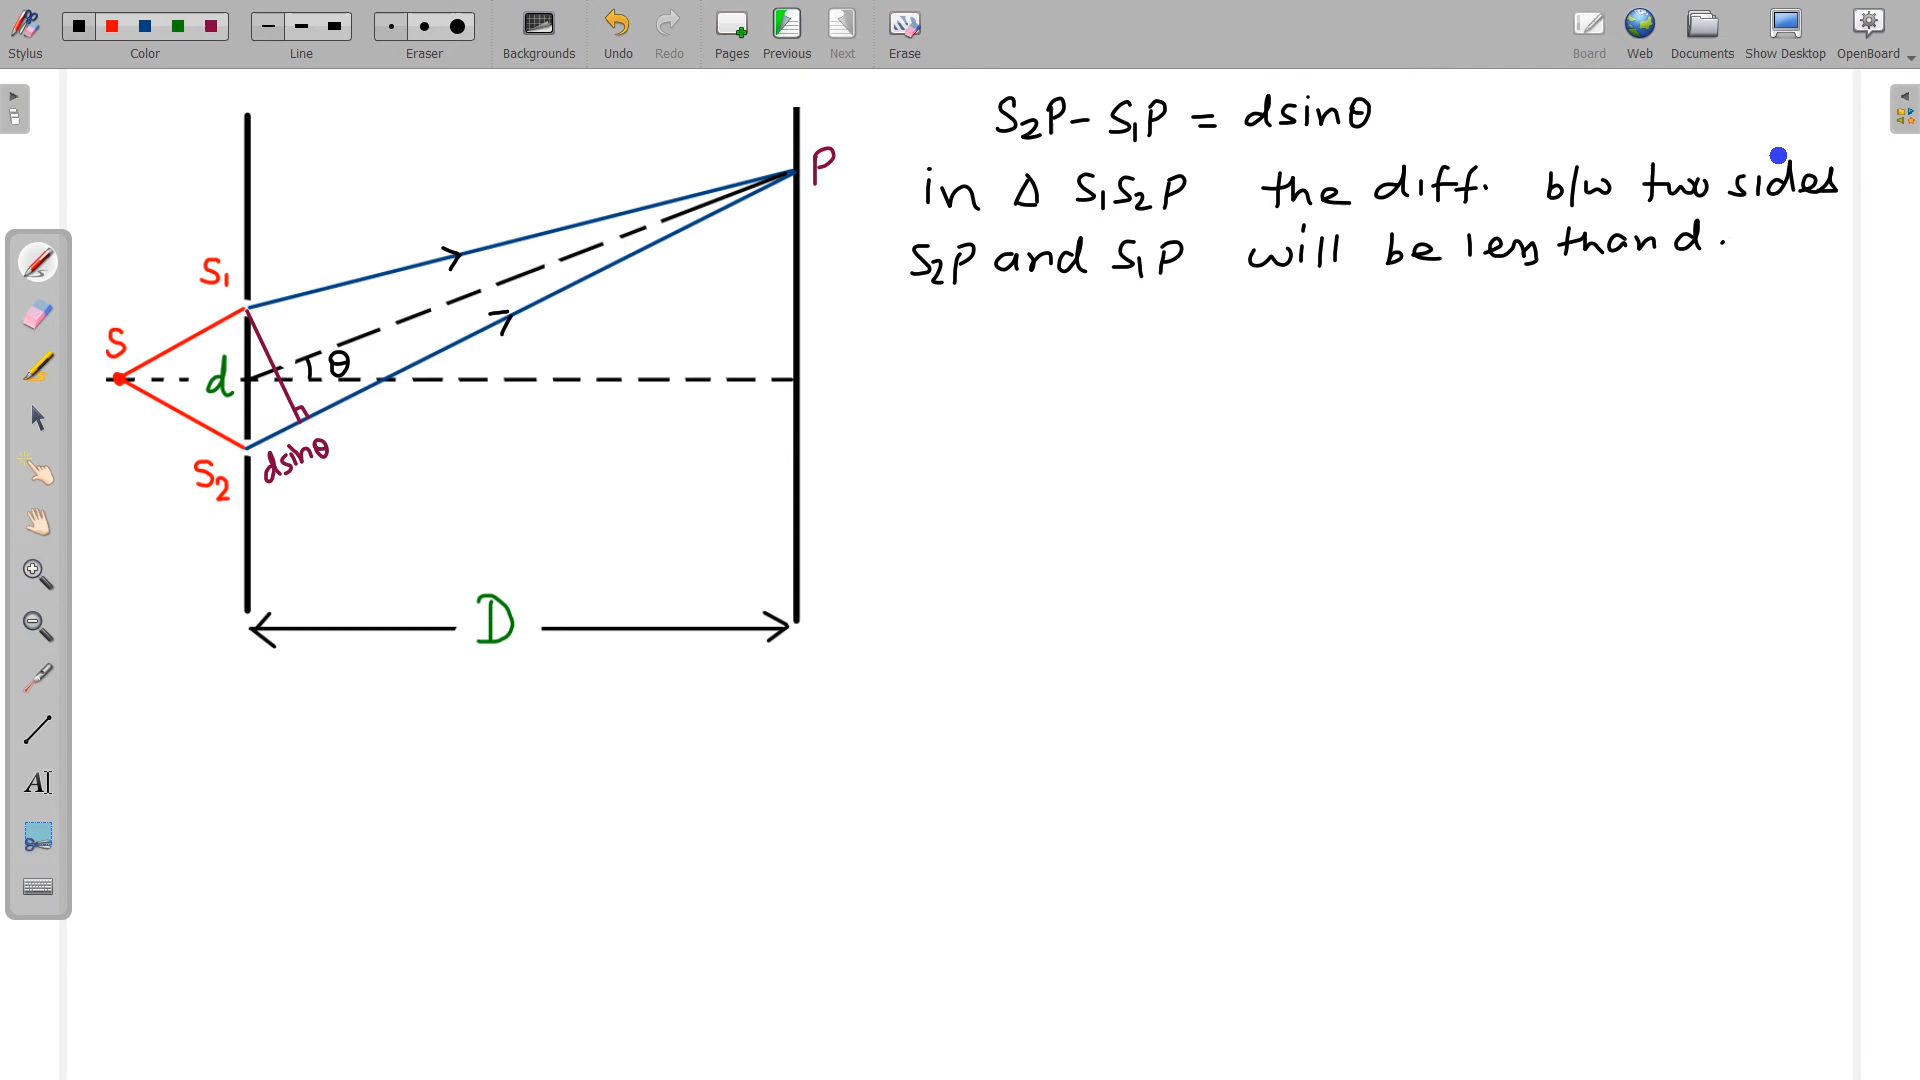 Stylus Color Line Eraser Backgrounds Undo Redo Pages Previous Next Erase Board Web Documents Show Desktop OpenBoard
S₂P - S₁P = dsinθ
in Δ S₁S₂P the diff. b/w two sides
S₂P and S₁P will be less than d.
P
S₁
S
d
θ
S₂
dsinθ
D
AI